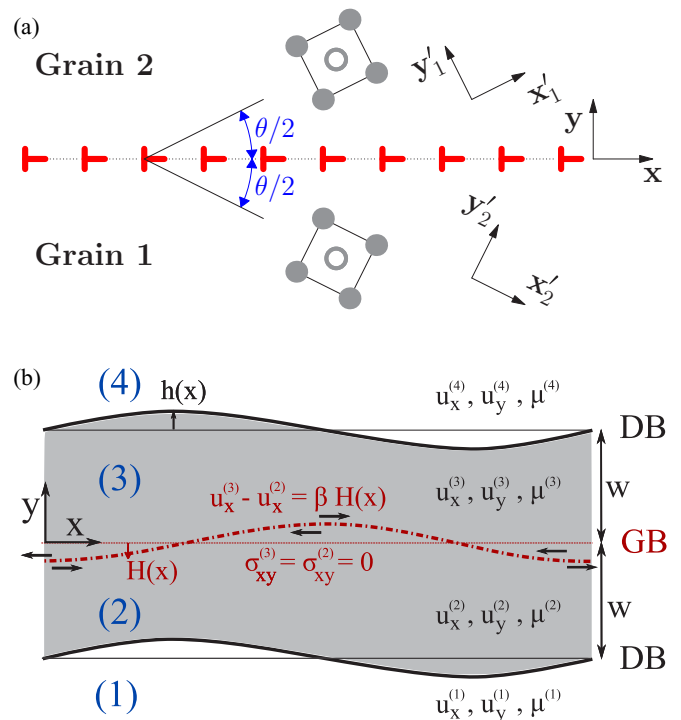 (a)
Grain 2
y′₁
x′₁
θ/2
y
x
θ/2
y′₂
Grain 1
x′₂
(b)
(4)
h(x)
u_x^(4), u_y^(4), μ^(4)
DB
(3)
u_x^(3), u_y^(3), μ^(3)
w
u_x^(3) - u_x^(2) = β H(x)
y
x
GB
H(x)
σ_xy^(3) = σ_xy^(2) = 0
(2)
u_x^(2), u_y^(2), μ^(2)
w
DB
(1)
u_x^(1), u_y^(1), μ^(1)